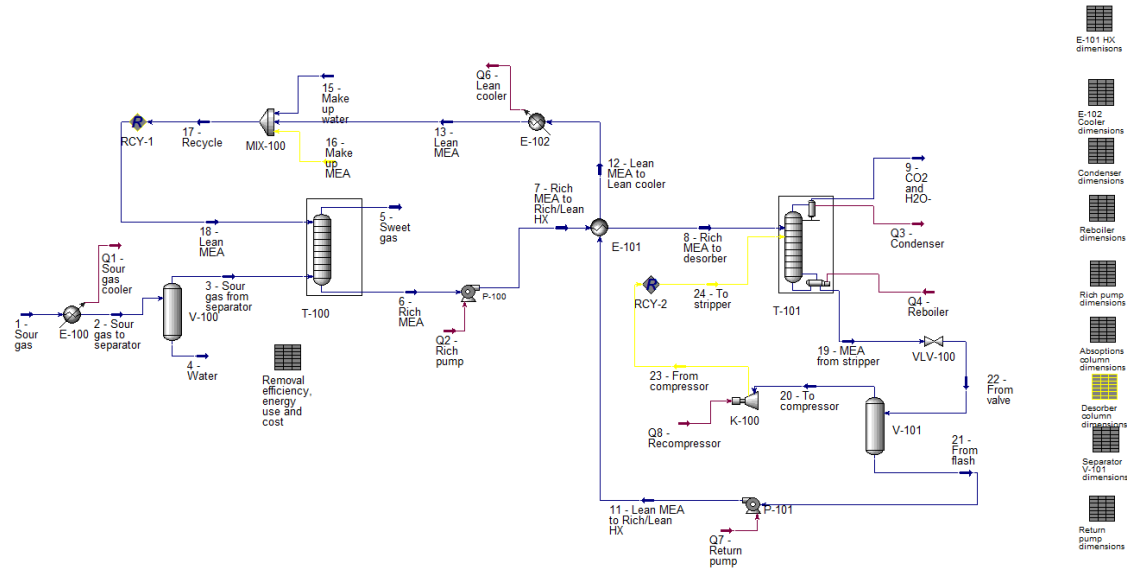 E-101 HX
dimenisons
Q6 -
Lean
cooler
15 -
Make
up
water
E-102
Cooler
dimensions
R
RCY-1
17 -
Recycle
MIX-100
16 -
Make
up
MEA
13 -
Lean
MEA
E-102
12 - Lean
MEA to
Lean cooler
9 -
CO2
and
H2O-
Condenser
dimensions
7 - Rich
MEA to
Rich/Lean
HX
5 -
Sweet
gas
18 -
Lean
MEA
E-101
8 - Rich
MEA to
desorber
Q3 -
Condenser
Reboiler
dimensions
Q1 -
Sour
gas
cooler
3 - Sour
gas from
separator
V-100
T-100
6 -
Rich
MEA
P-100
R
RCY-2
24 - To
stripper
T-101
Q4 -
Reboiler
Rich pump
dimensions
1 -
Sour
gas
E-100
2 - Sour
gas to
separator
4 -
Water
Q2 -
Rich
pump
19 - MEA
from stripper
VLV-100
Absoptions
column
dimensions
Removal
efficiency,
energy
use and
cost
23 - From
compressor
20 - To
compressor
22 -
From
valve
K-100
Q8 -
Recompressor
V-101
Desorber
column
dimensions
21 -
From
flash
Separator
V-101
dimensions
11 - Lean MEA
to Rich/Lean
HX
P-101
Q7 -
Return
pump
Return
pump
dimensions